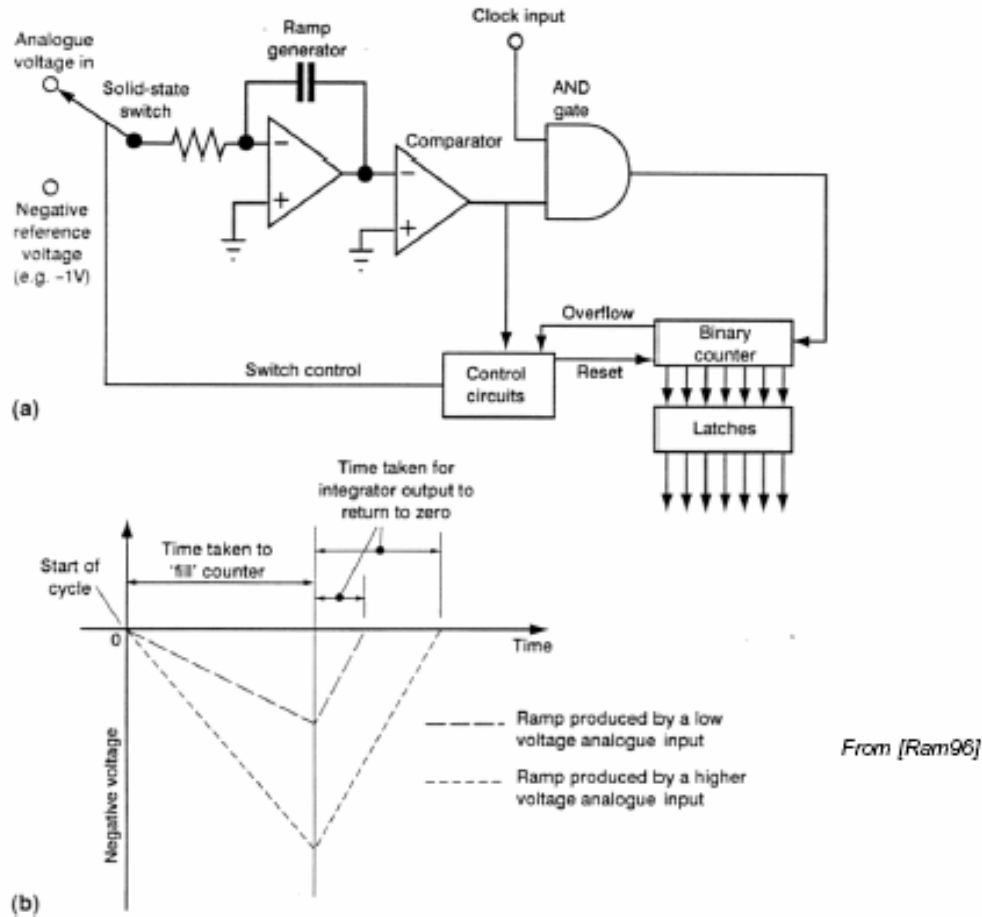 Clock input
Ramp
generator
Analogue
voltage in
Solid-state
switch
AND
gate
Comparator
−
+
−
+
Negative
reference
voltage
(e.g. −1V)
Overflow
Binary
counter
Switch control
Control
circuits
Reset
(a)
Latches
Time taken for
integrator output to
return to zero
Time taken to
'fill' counter
Start of
cycle
0
Time
Negative voltage
Ramp produced by a low
voltage analogue input
Ramp produced by a higher
voltage analogue input
From [Ram96]
(b)